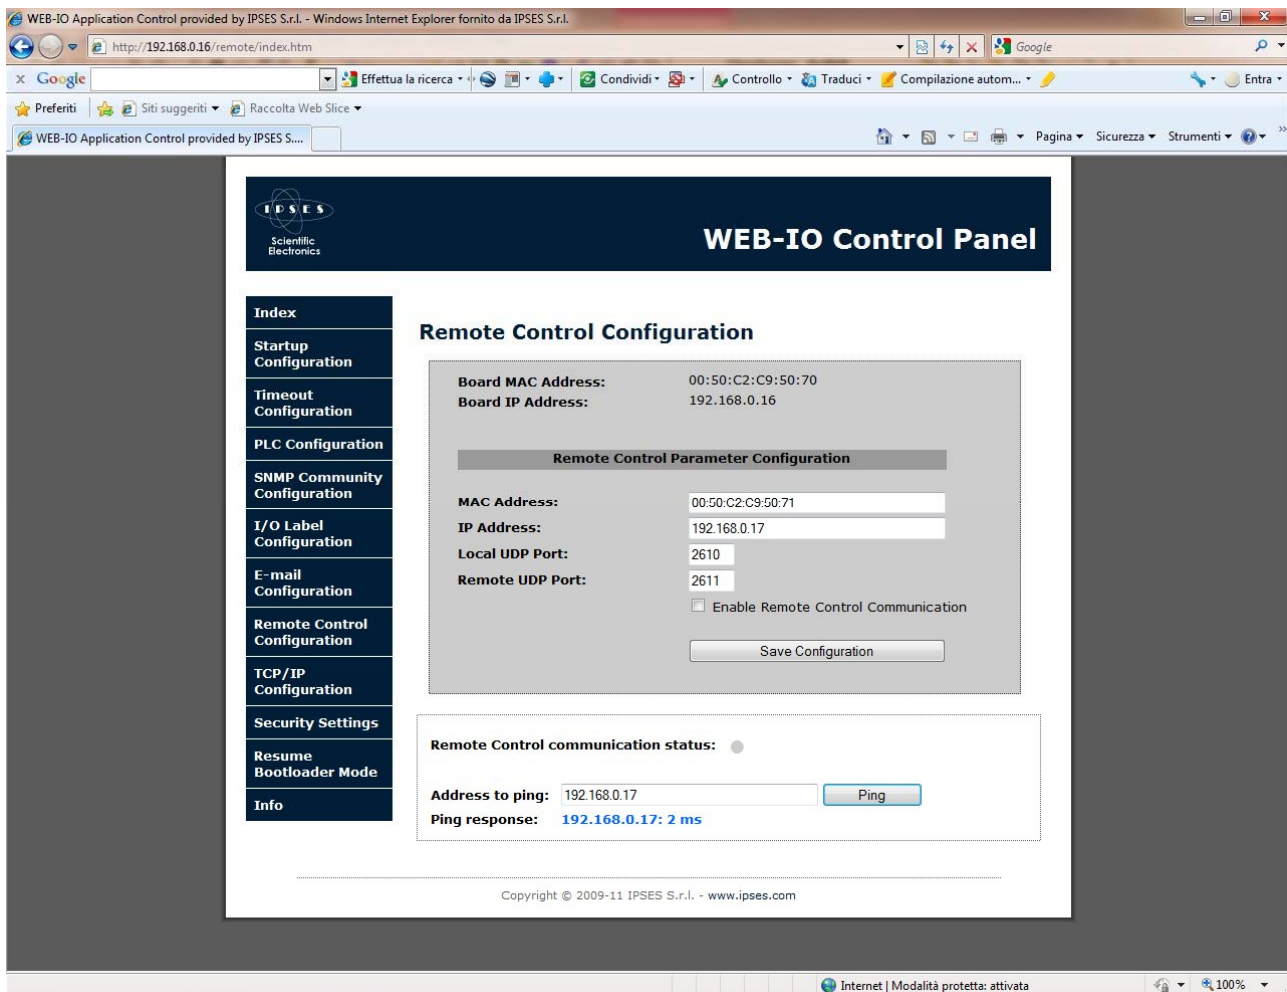 WEB-IO Application Control provided by IPSES S.r.l. - Windows Internet Explorer fornito da IPSES S.r.l.
http://192.168.0.16/remote/index.htm
Google
x Google
Effettua la ricerca
Condividi
Controllo
Traduci
Compilazione autom...
Entra
Preferiti
Siti suggeriti
Raccolta Web Slice
WEB-IO Application Control provided by IPSES S....
Pagina
Sicurezza
Strumenti
IPSES
Scientific
Electronics
WEB-IO Control Panel
Index
Startup
Configuration
Timeout
Configuration
PLC Configuration
SNMP Community
Configuration
I/O Label
Configuration
E-mail
Configuration
Remote Control
Configuration
TCP/IP
Configuration
Security Settings
Resume
Bootloader Mode
Info
Remote Control Configuration
Board MAC Address: 00:50:C2:C9:50:70
Board IP Address: 192.168.0.16
Remote Control Parameter Configuration
MAC Address: 00:50:C2:C9:50:71
IP Address: 192.168.0.17
Local UDP Port: 2610
Remote UDP Port: 2611
Enable Remote Control Communication
Save Configuration
Remote Control communication status:
Address to ping: 192.168.0.17 Ping
Ping response: 192.168.0.17: 2 ms
Copyright © 2009-11 IPSES S.r.l. - www.ipses.com
Internet | Modalità protetta: attivata
100%